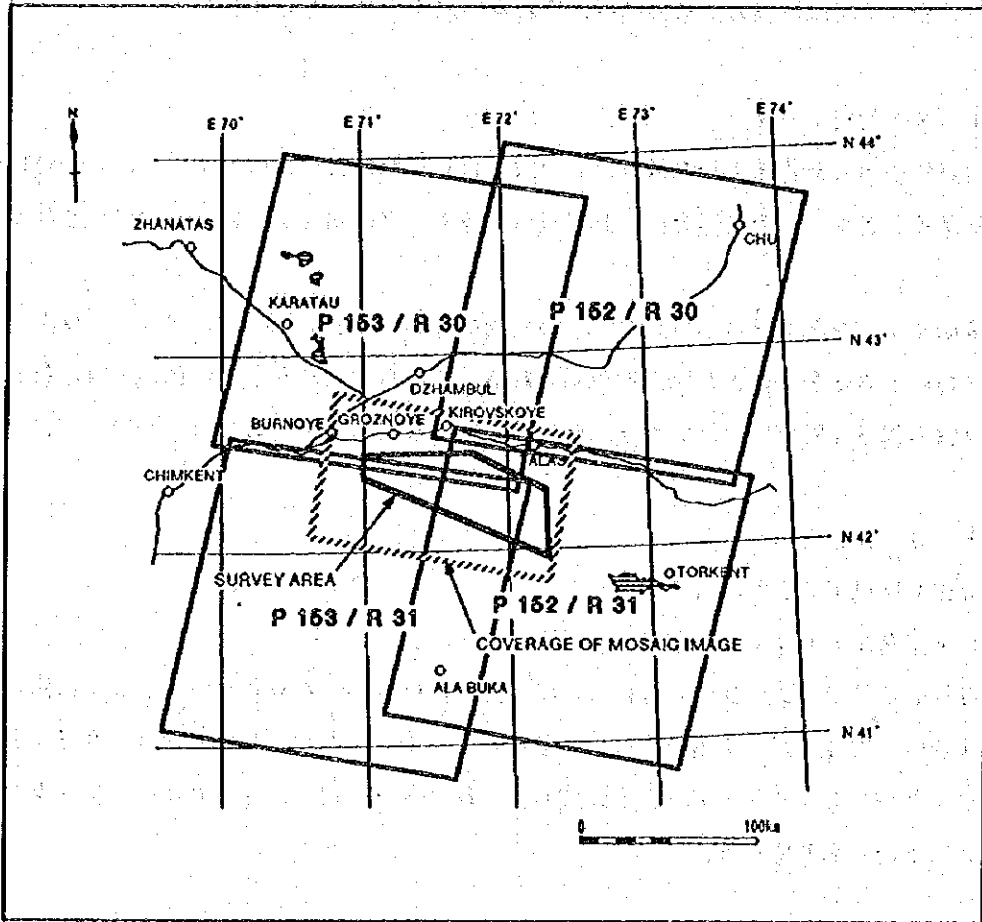 N
E 70°
E 71°
E 72°
E 73°
E 74°
N 44°
ZHANATAS
CHU
KARATAU
P 153 / R 30
P 152 / R 30
N 43°
DZHAMBUL
BURNOYE
GROZNOYE
KIROVSKOYE
TALAS
CHIMKENT
N 42°
SURVEY AREA
TORKENT
P 153 / R 31
P 152 / R 31
COVERAGE OF MOSAIC IMAGE
ALA BUKA
N 41°
0
100km